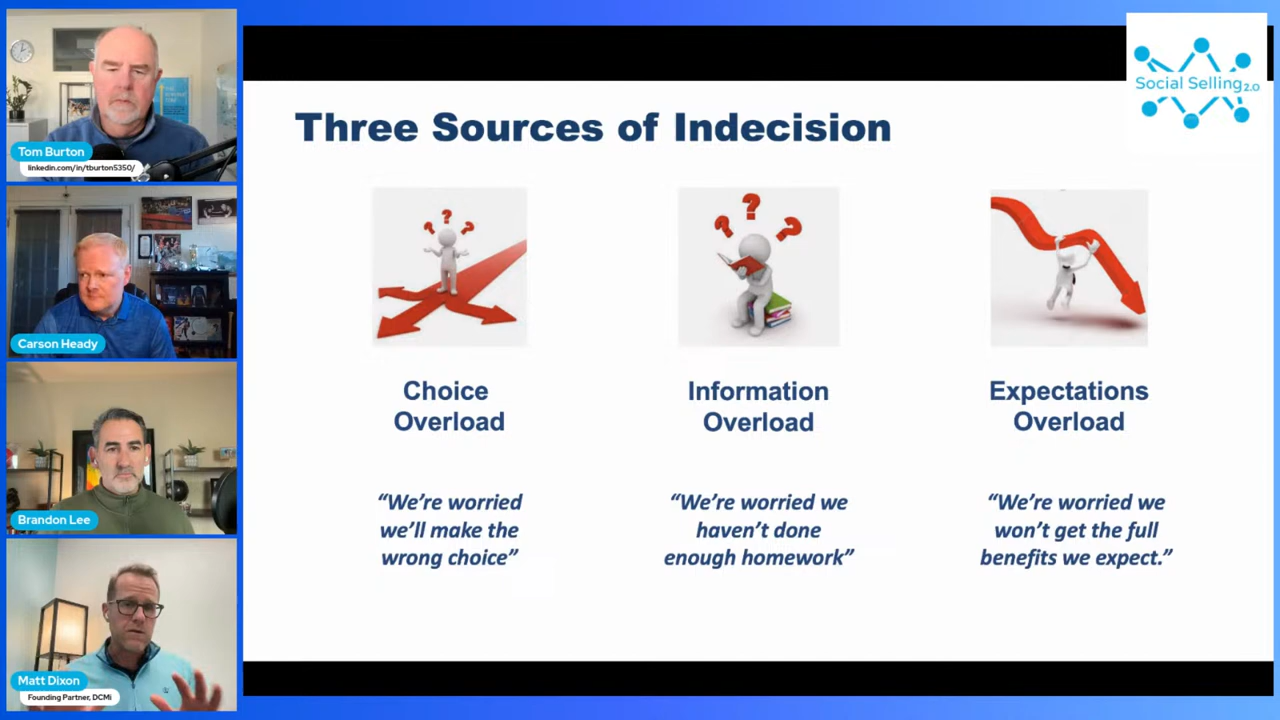 Tom Burton
linkedin.com/in/tburton5350/
Carson Heady
Brandon Lee
Matt Dixon
Founding Partner, DCMi
Social Selling 2.0
Three Sources of Indecision
? ? ?
? ? ?
Choice
Overload
Information
Overload
Expectations
Overload
“We’re worried
we’ll make the
wrong choice”
“We’re worried we
haven’t done
enough homework”
“We’re worried we
won’t get the full
benefits we expect.”